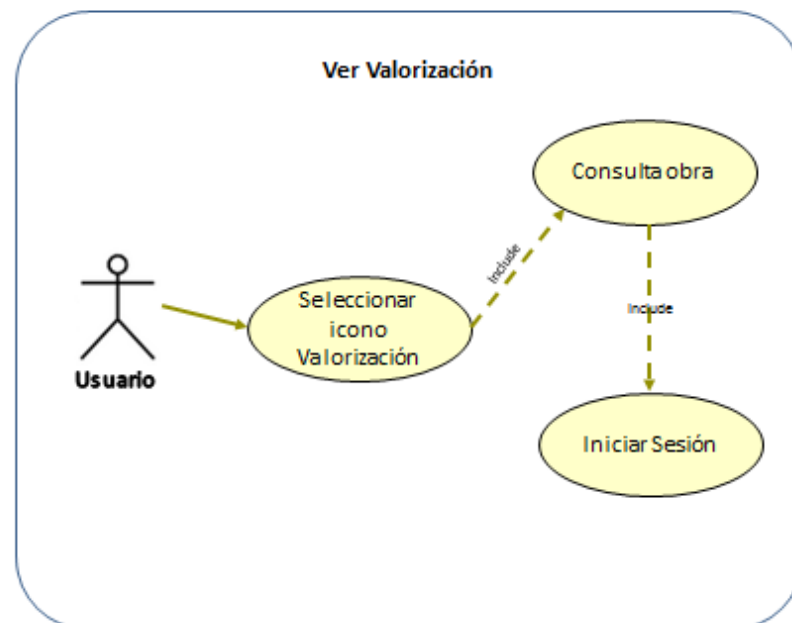 Ver Valorización
Consulta obra
Include
Seleccionar
icono
Valorización
Include
Usuario
Iniciar Sesión